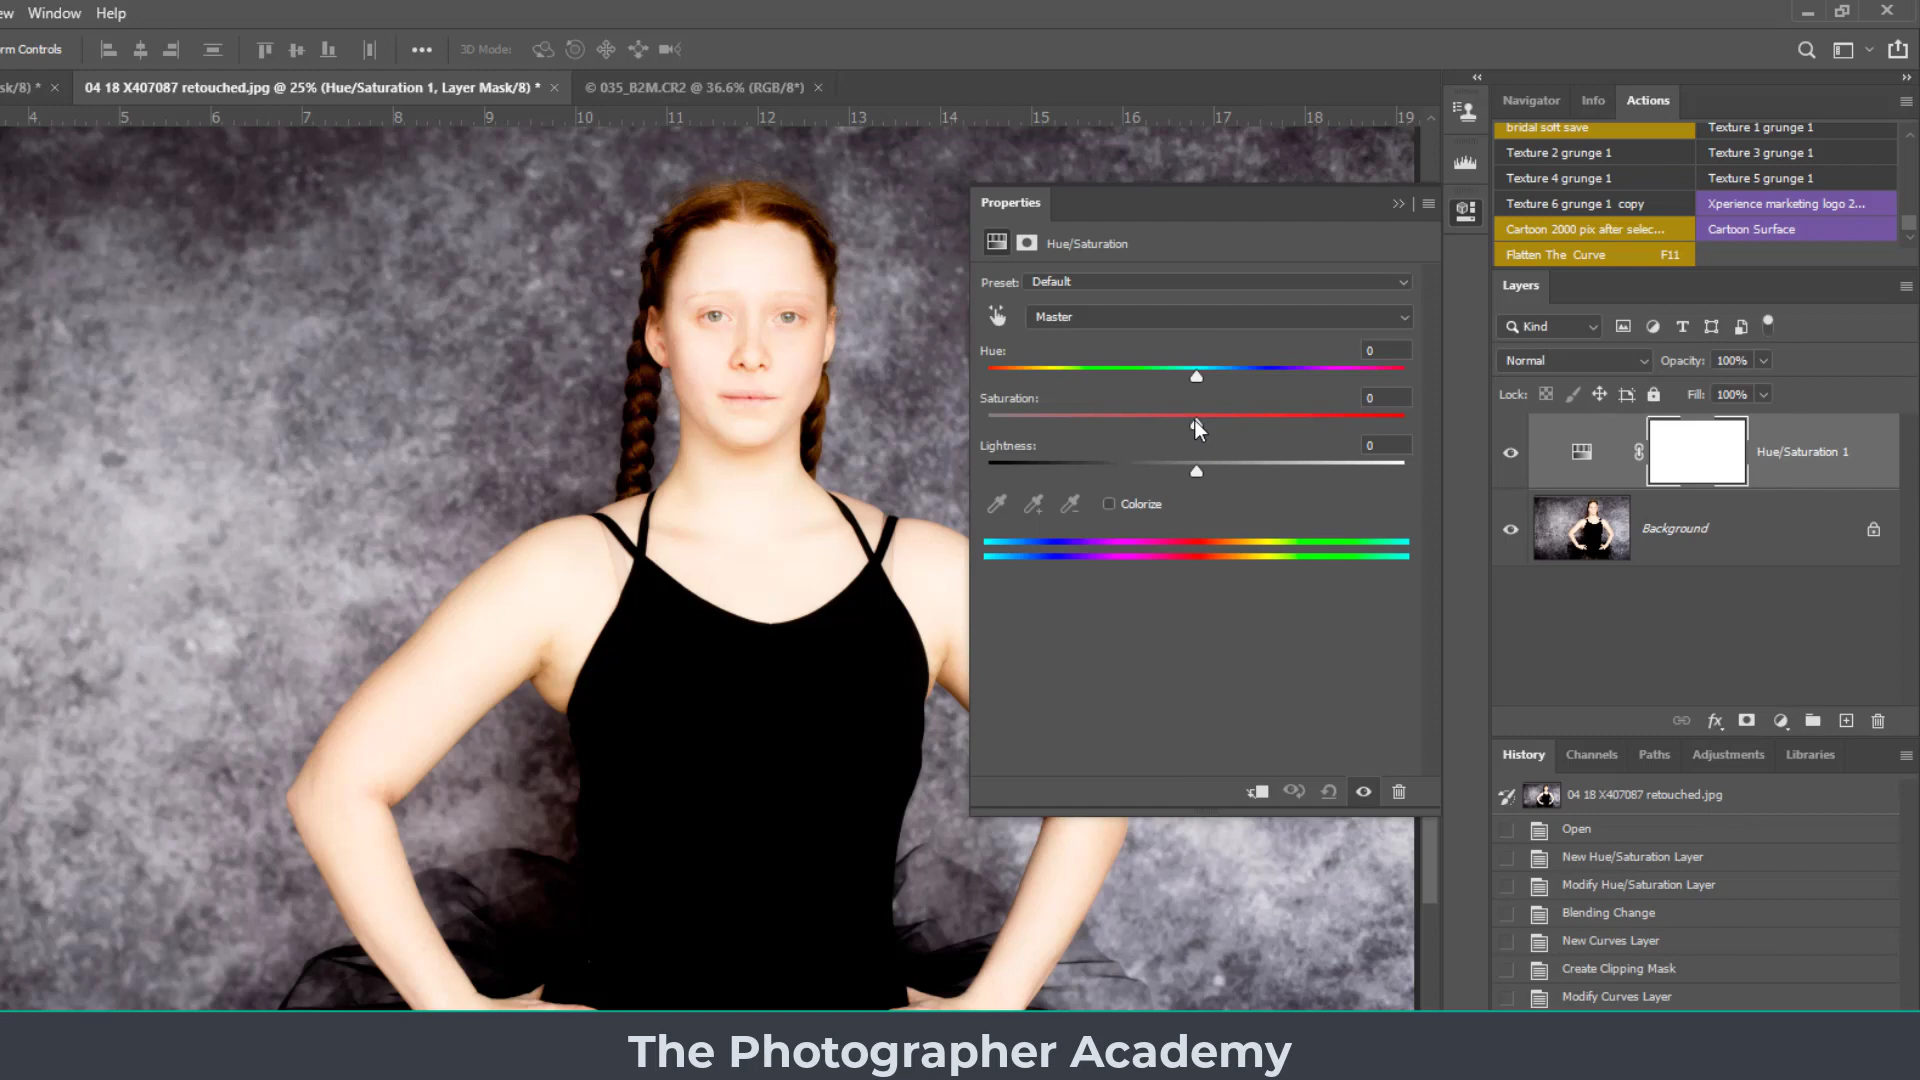 ew Window Help
rm Controls
3D Mode:
sk/8) *
04 18 X407087 retouched.jpg @ 25% (Hue/Saturation 1, Layer Mask/8) *
© 035_B2M.CR2 @ 36.6% (RGB/8*)
4 5 6 7 8 9 10 11 12 13 14 15 16 17 18 19
Properties
Hue/Saturation
Preset: Default
Master
Hue: 0
Saturation: 0
Lightness: 0
Colorize
Navigator Info Actions
bridal soft save Texture 1 grunge 1
Texture 2 grunge 1 Texture 3 grunge 1
Texture 4 grunge 1 Texture 5 grunge 1
Texture 6 grunge 1 copy Xperience marketing logo 2...
Cartoon 2000 pix after selec... Cartoon Surface
Flatten The Curve F11
Layers
Kind
Normal Opacity: 100%
Lock: Fill: 100%
Hue/Saturation 1
Background
fx
History Channels Paths Adjustments Libraries
04 18 X407087 retouched.jpg
Open
New Hue/Saturation Layer
Modify Hue/Saturation Layer
Blending Change
New Curves Layer
Create Clipping Mask
Modify Curves Layer
The Photographer Academy